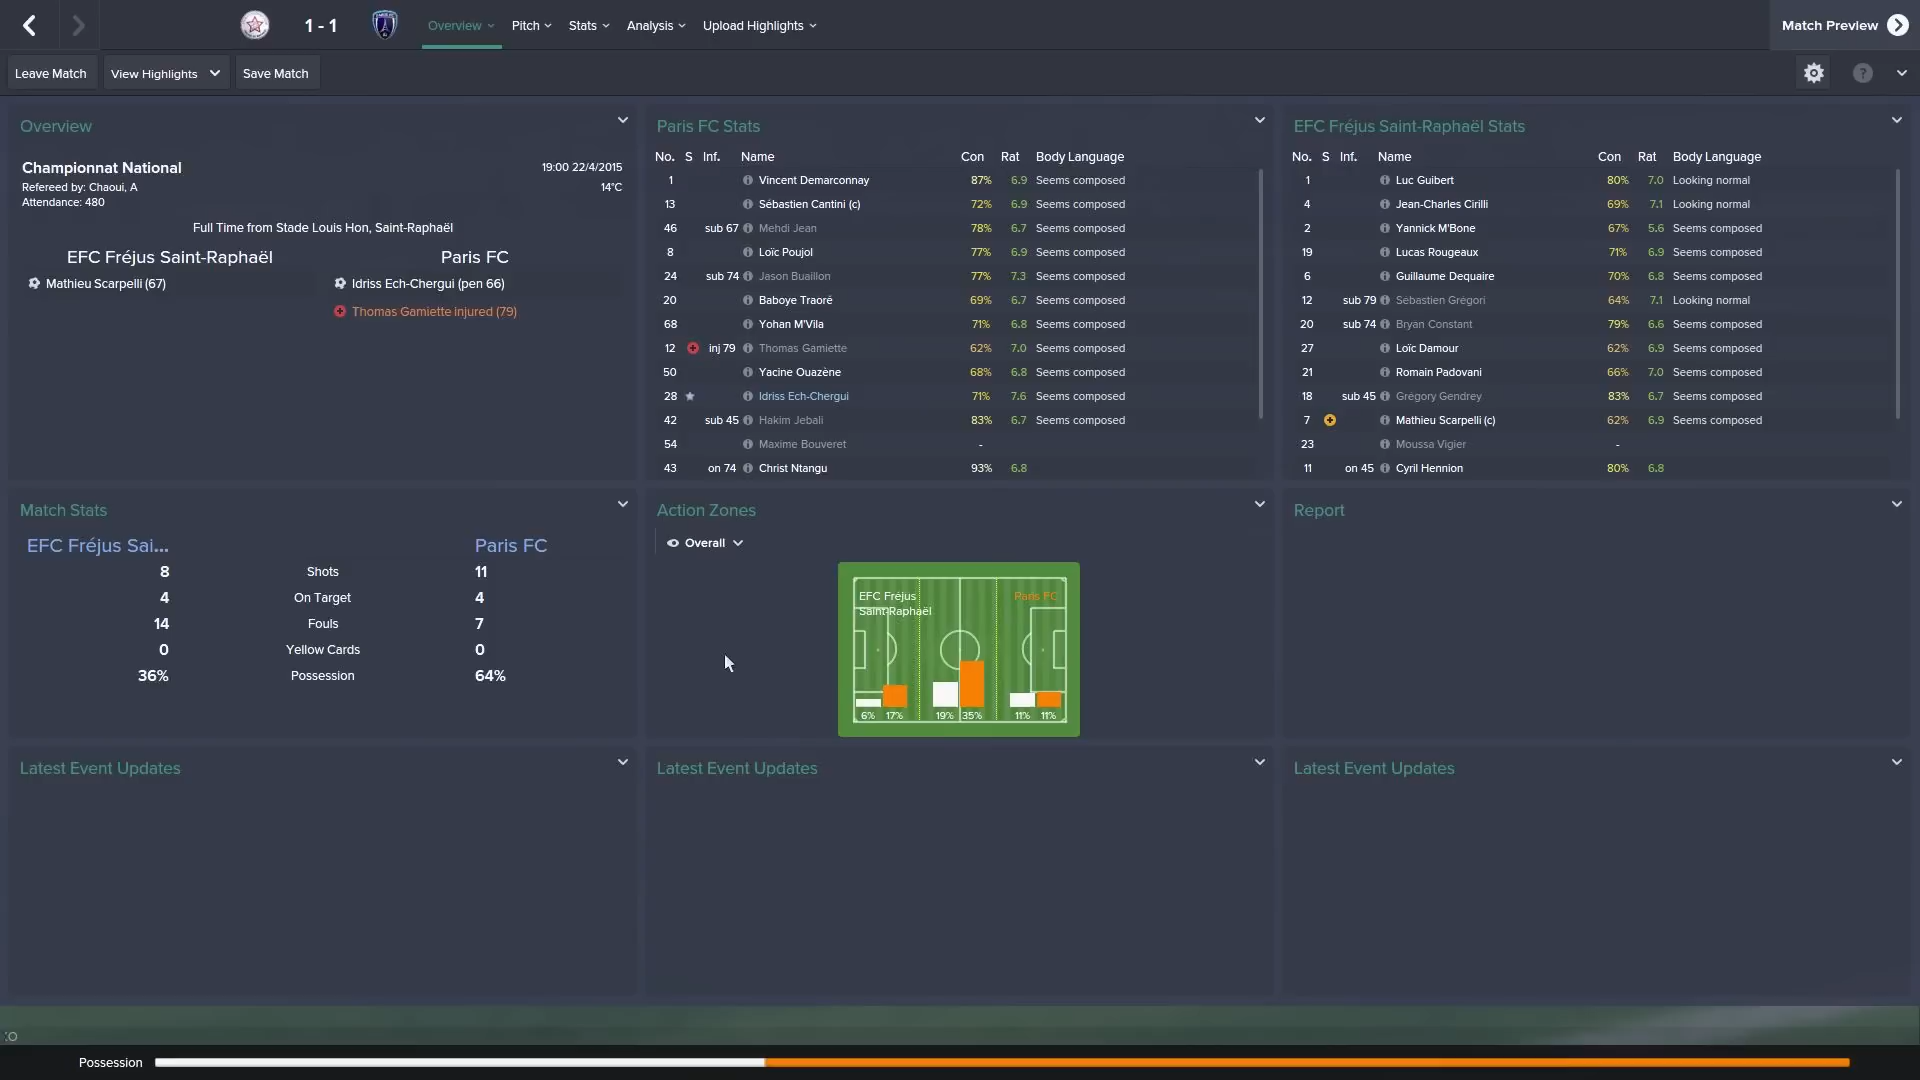 1 - 1 Overview Pitch Stats Analysis Upload Highlights Match Preview
Leave Match View Highlights Save Match ?
Overview
Championnat National 19:00 22/4/2015
Refereed by: Chaoui, A 14°C
Attendance: 480
Full Time from Stade Louis Hon, Saint-Raphaël
EFC Fréjus Saint-Raphaël Paris FC
Mathieu Scarpelli (67) Idriss Ech-Chergui (pen 66)
Thomas Gamiette injured (79)
Paris FC Stats
No. S Inf. Name Con Rat Body Language
1 Vincent Demarconnay 87% 6.9 Seems composed
13 Sébastien Cantini (c) 72% 6.9 Seems composed
46 sub 67 Mehdi Jean 78% 6.7 Seems composed
8 Loïc Poujol 77% 6.9 Seems composed
24 sub 74 Jason Buaillon 77% 7.3 Seems composed
20 Baboye Traoré 69% 6.7 Seems composed
68 Yohan M'Vila 71% 6.8 Seems composed
12 inj 79 Thomas Gamiette 62% 7.0 Seems composed
50 Yacine Ouazène 68% 6.8 Seems composed
28 Idriss Ech-Chergui 71% 7.6 Seems composed
42 sub 45 Hakim Jebali 83% 6.7 Seems composed
54 Maxime Bouveret -
43 on 74 Christ Ntangu 93% 6.8
EFC Fréjus Saint-Raphaël Stats
No. S Inf. Name Con Rat Body Language
1 Luc Guibert 80% 7.0 Looking normal
4 Jean-Charles Cirilli 69% 7.1 Looking normal
2 Yannick M'Bone 67% 5.6 Seems composed
19 Lucas Rougeaux 71% 6.9 Seems composed
6 Guillaume Dequaire 70% 6.8 Seems composed
12 sub 79 Sébastien Grégori 64% 7.1 Looking normal
20 sub 74 Bryan Constant 79% 6.6 Seems composed
27 Loïc Damour 62% 6.9 Seems composed
21 Romain Padovani 66% 7.0 Seems composed
18 sub 45 Grégory Gendrey 83% 6.7 Seems composed
7 Mathieu Scarpelli (c) 62% 6.9 Seems composed
23 Moussa Vigier -
11 on 45 Cyril Hennion 80% 6.8
Match Stats
EFC Fréjus Sai... Paris FC
8 Shots 11
4 On Target 4
14 Fouls 7
0 Yellow Cards 0
36% Possession 64%
Action Zones
Overall
EFC Fréjus Paris FC
Saint-Raphaël
6% 17% 19% 35% 11% 11%
Report
Latest Event Updates
Latest Event Updates
Latest Event Updates
Possession